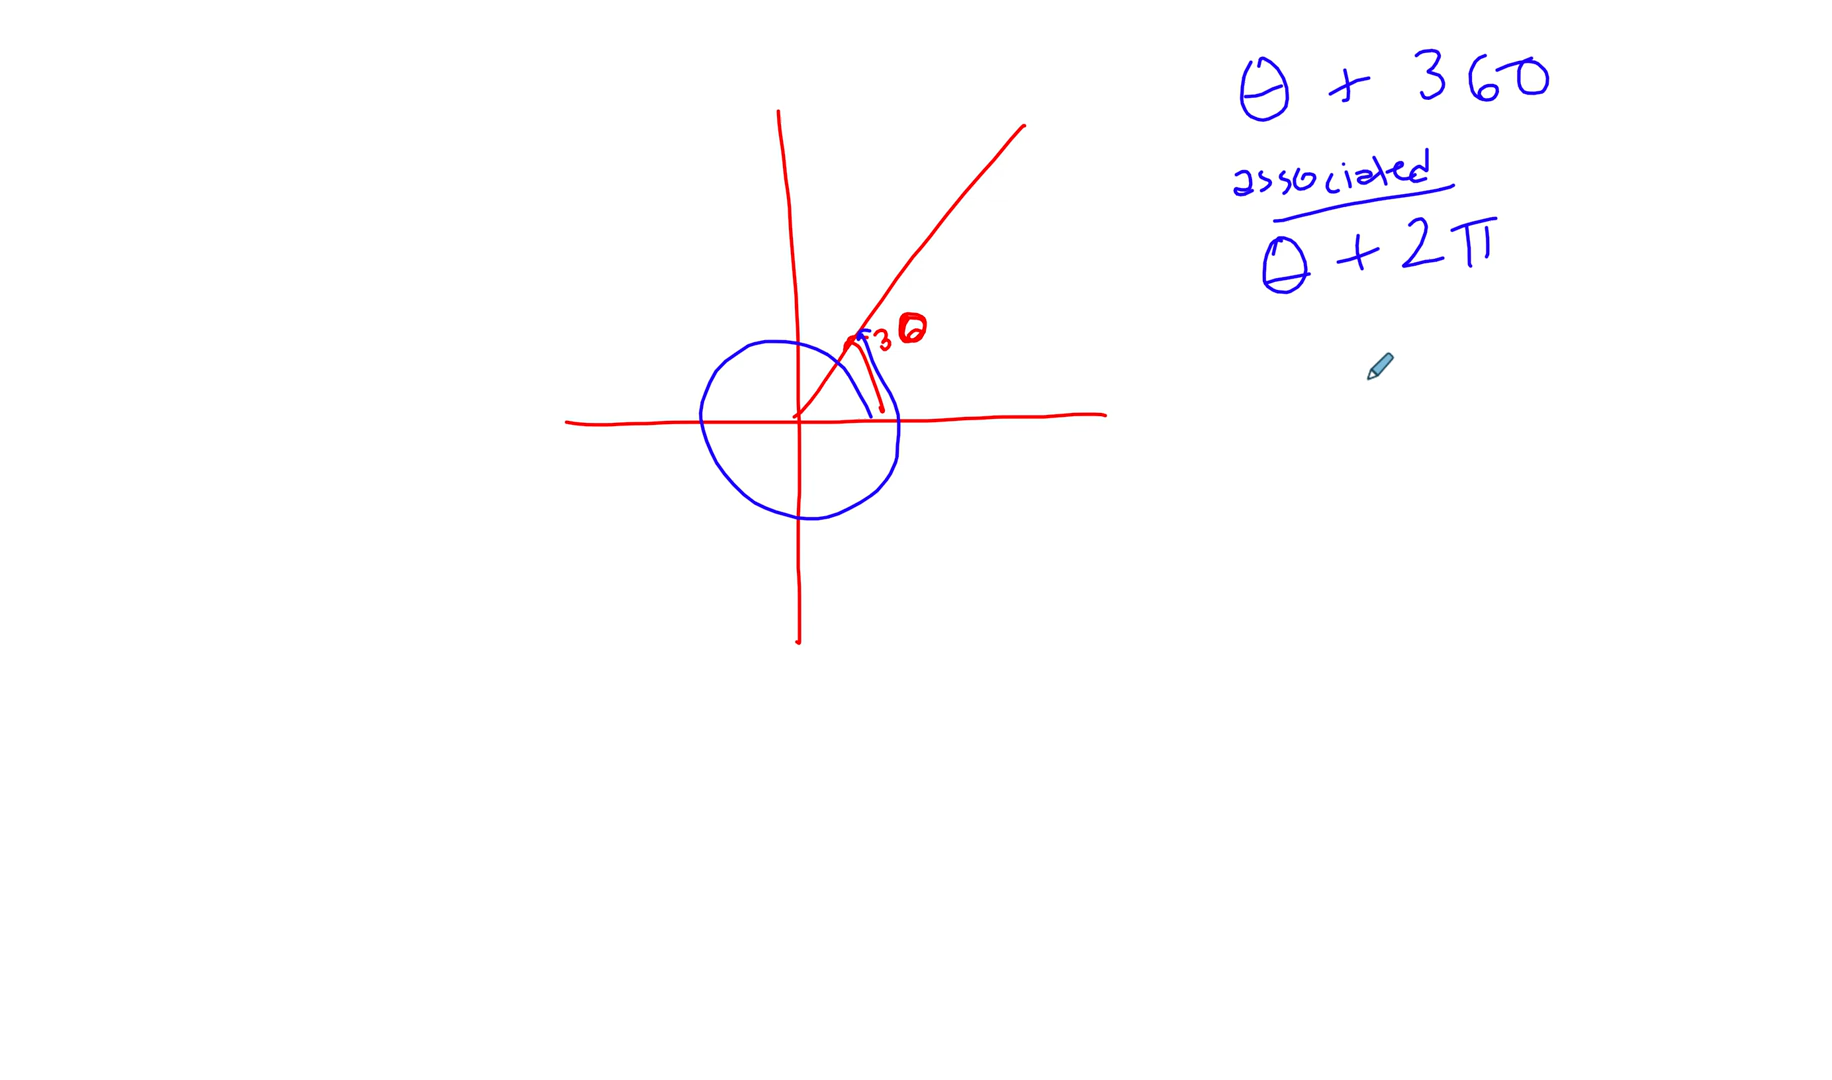 θ + 360
associated
θ + 2π
30